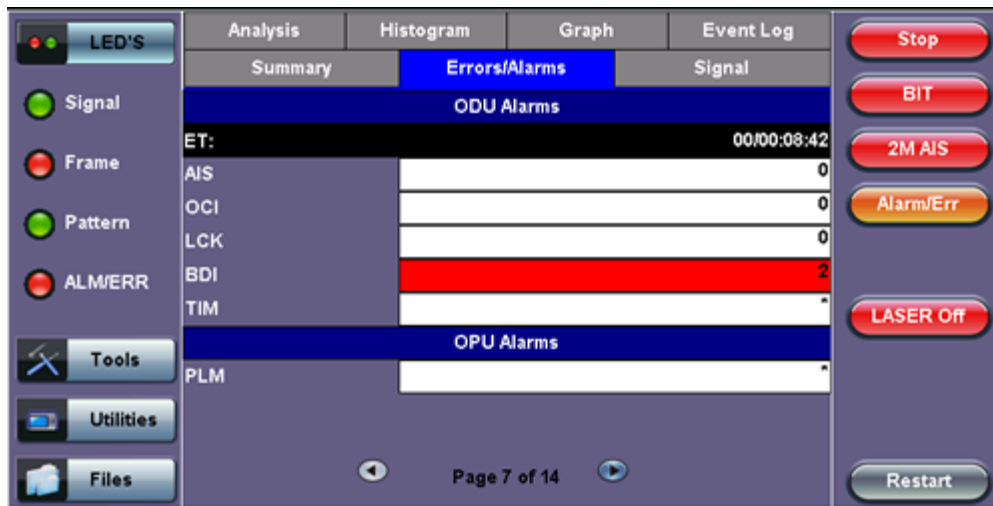 LED'S
Signal
Frame
Pattern
ALM/ERR
Tools
Utilities
Files
Analysis Histogram Graph Event Log
Summary Errors/Alarms Signal
ODU Alarms
ET: 00/00:08:42
AIS 0
OCI 0
LCK 0
BDI 2
TIM *
OPU Alarms
PLM *
Page 7 of 14
Stop
BIT
2M AIS
Alarm/Err
LASER Off
Restart